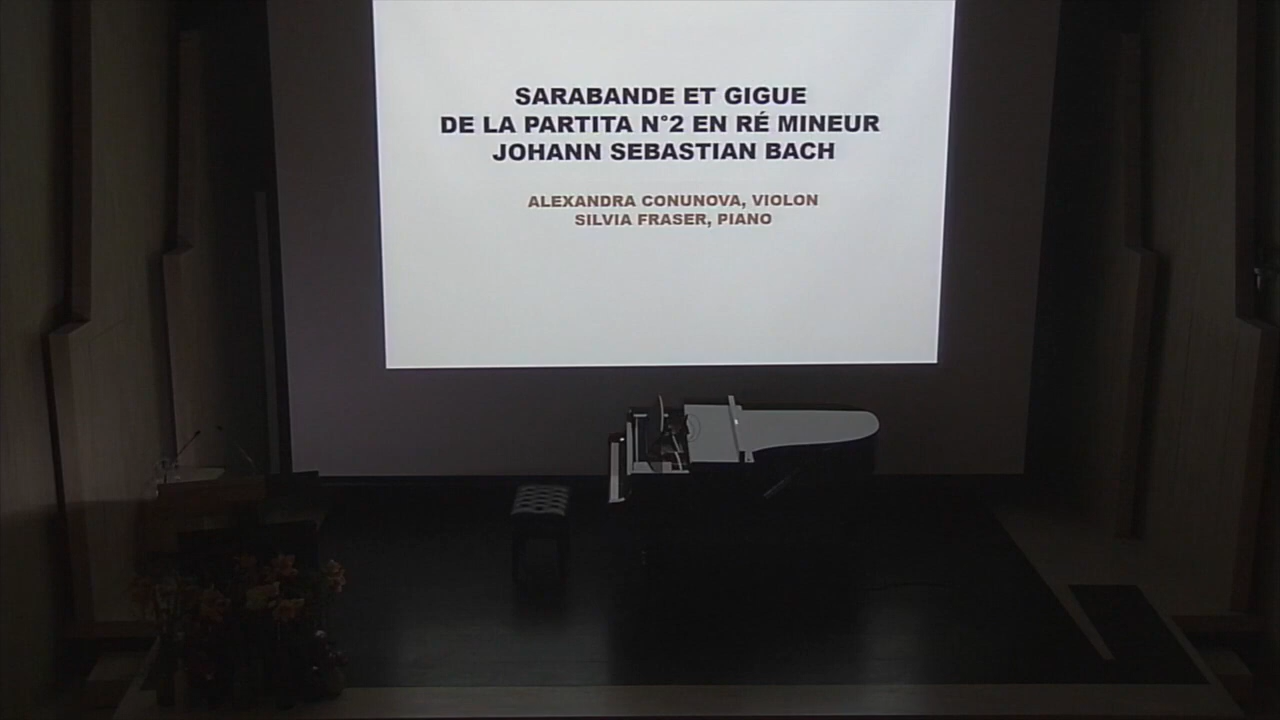 SARABANDE ET GIGUE
DE LA PARTITA N°2 EN RÉ MINEUR
JOHANN SEBASTIAN BACH
ALEXANDRA CONUNOVA, VIOLON
SILVIA FRASER, PIANO